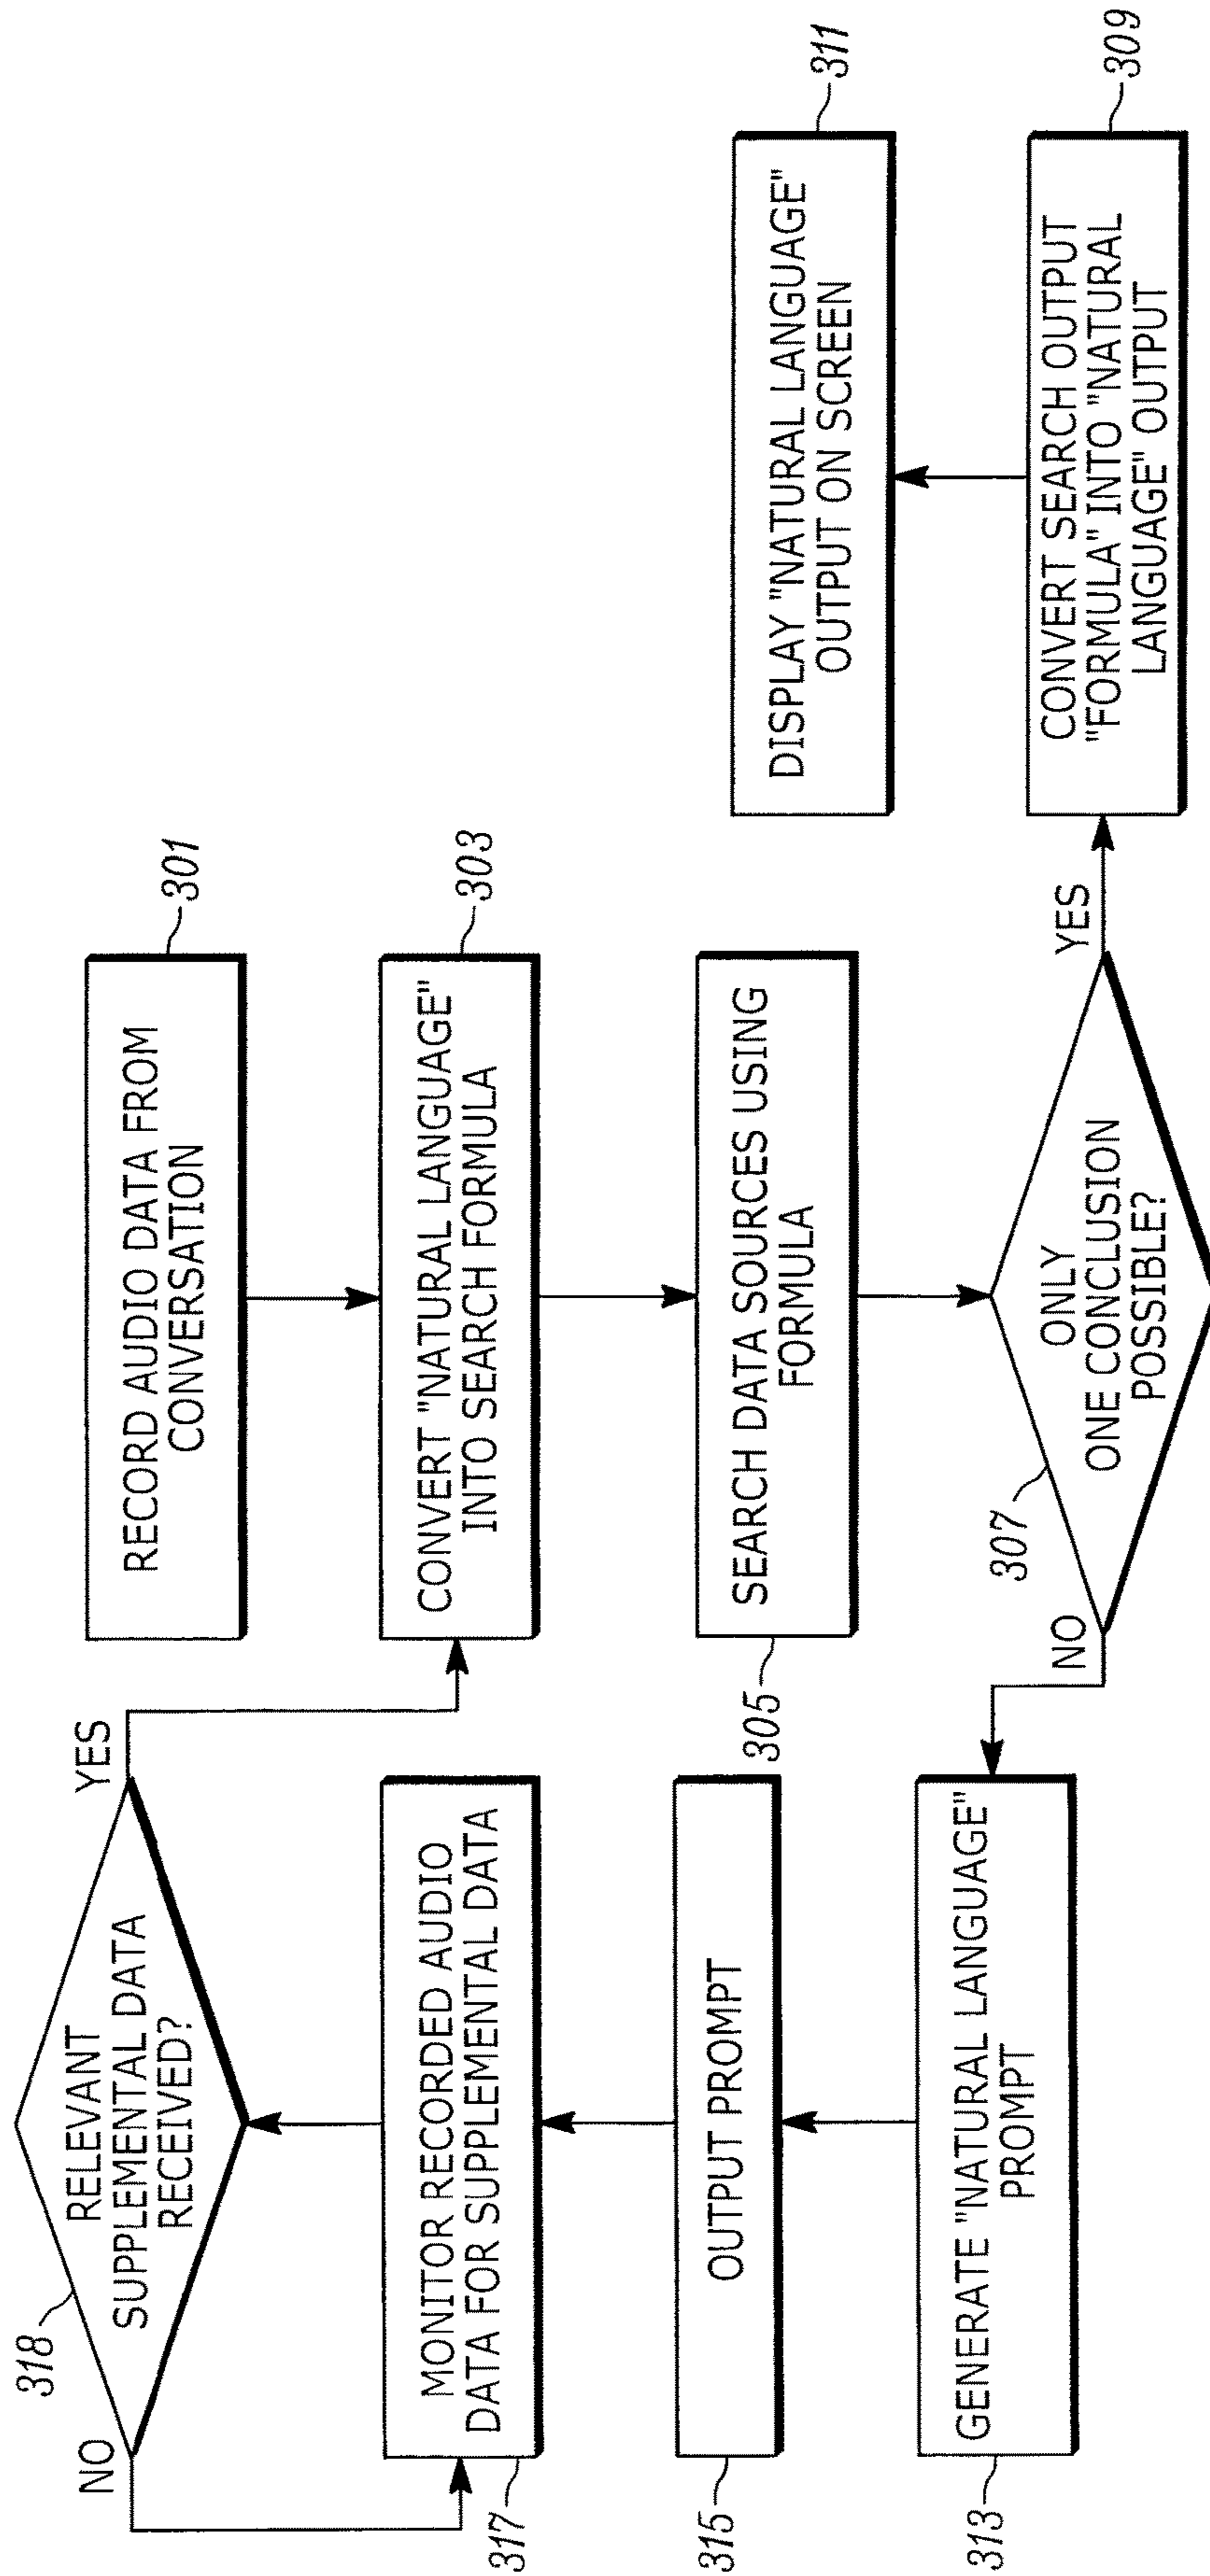 RELEVANT
SUPPLEMENTAL DATA
RECEIVED?
318
NO
YES
MONITOR RECORDED AUDIO
DATA FOR SUPPLEMENTAL DATA
317
OUTPUT PROMPT
315
GENERATE "NATURAL LANGUAGE"
PROMPT
313
RECORD AUDIO DATA FROM
CONVERSATION
301
CONVERT "NATURAL LANGUAGE"
INTO SEARCH FORMULA
303
SEARCH DATA SOURCES USING
FORMULA
305
ONLY
ONE CONCLUSION
POSSIBLE?
307
NO
YES
DISPLAY "NATURAL LANGUAGE"
OUTPUT ON SCREEN
311
CONVERT SEARCH OUTPUT
"FORMULA" INTO "NATURAL
LANGUAGE" OUTPUT
309